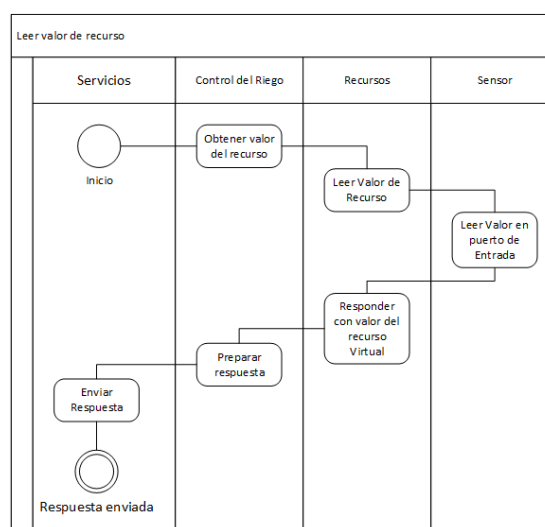 Leer valor de recurso
Servicios
Control del Riego
Recursos
Sensor
Obtener valor
del recurso
Inicio
Leer Valor de
Recurso
Leer Valor en
puerto de
Entrada
Responder
con valor del
recurso
Virtual
Preparar
respuesta
Enviar
Respuesta
Respuesta enviada